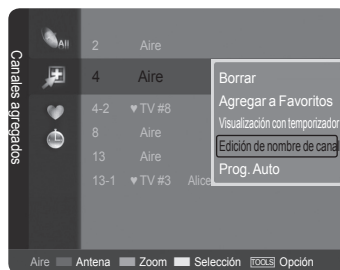 Canales agregados
All
2 Aire
4 Aire
4-2 ♥ TV #8
8 Aire
13 Aire
13-1 ♥ TV #3 Alice
Borrar
Agregar a Favoritos
Visualización con temporizador
Edición de nombre de canal
Prog. Auto
Aire Antena Zoom Selección TOOLS Opción